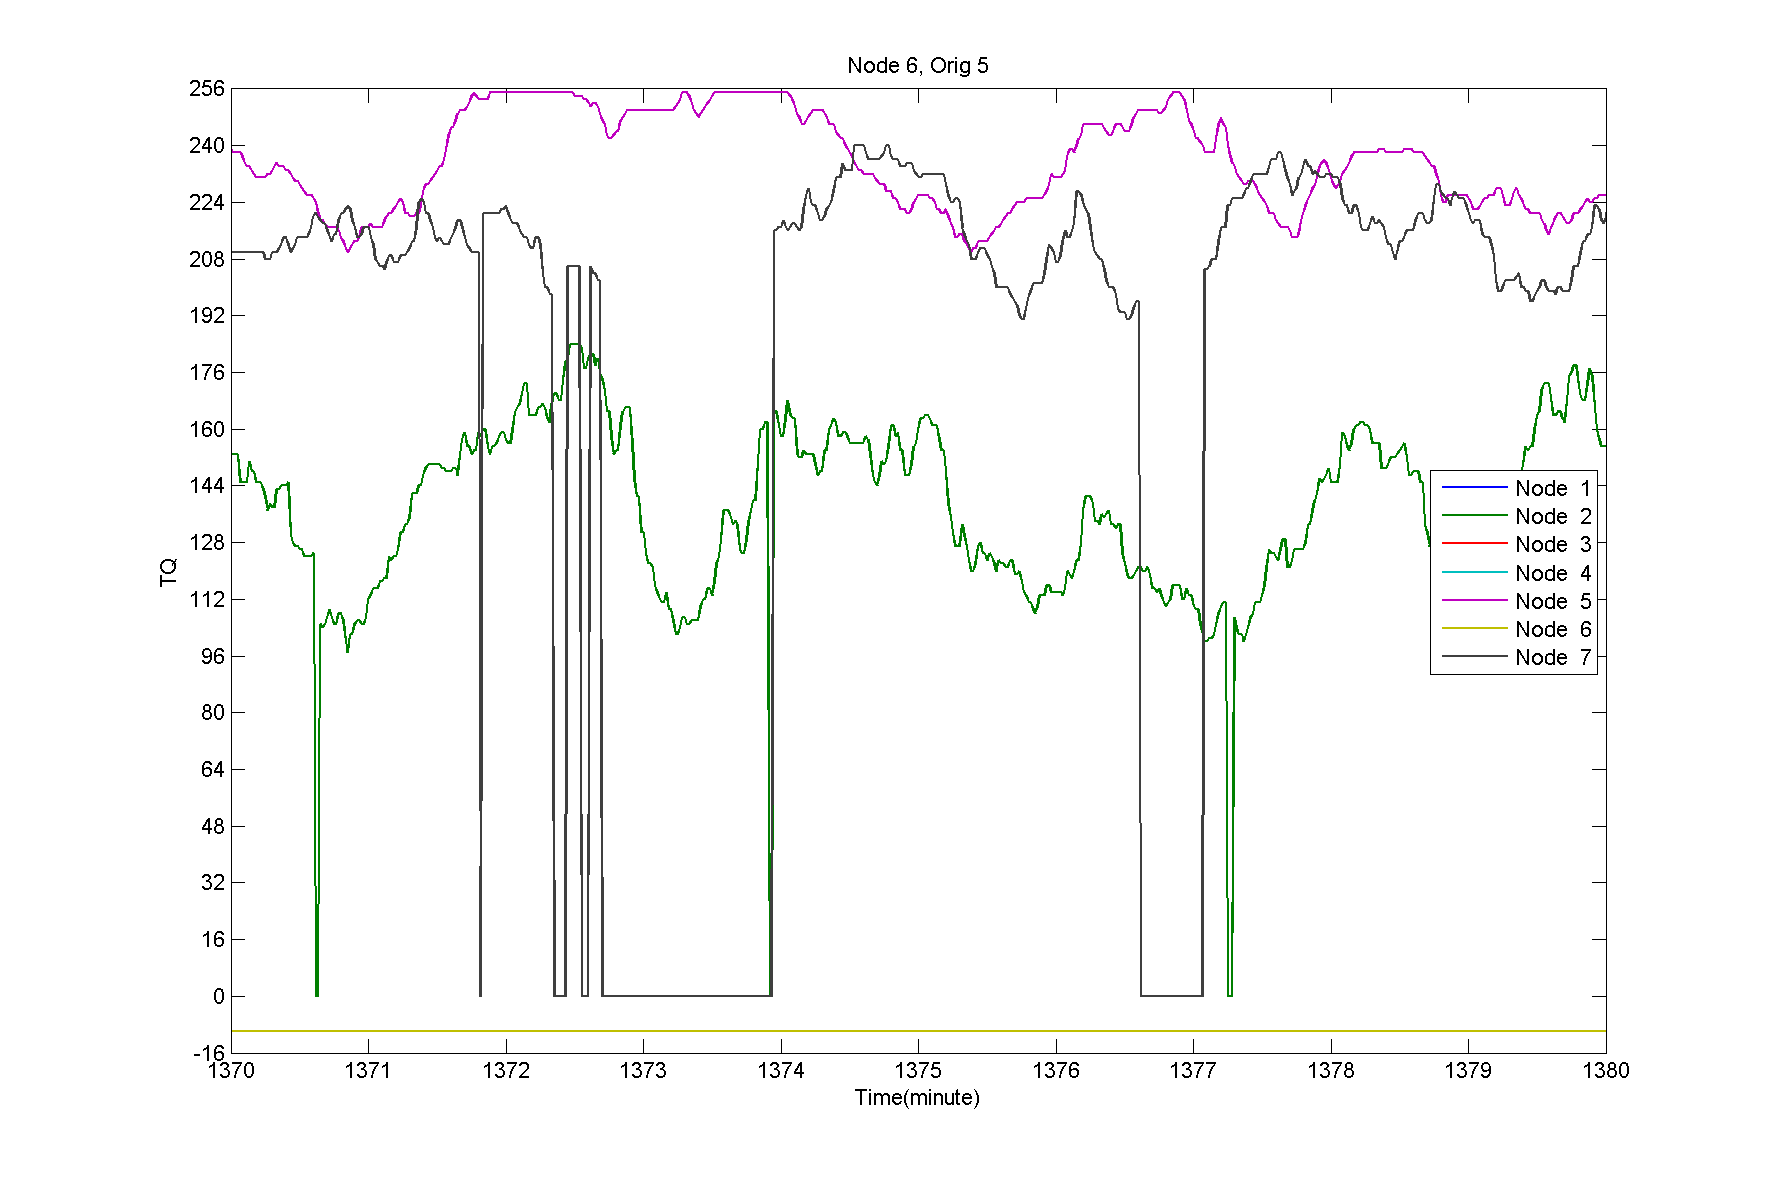 Node 6, Orig 5
256
240
224
208
192
176
160
144
128
112
96
80
64
48
32
16
0
-16
TQ
Node 1
Node 2
Node 3
Node 4
Node 5
Node 6
Node 7
1370 1371 1372 1373 1374 1375 1376 1377 1378 1379 1380
Time(minute)